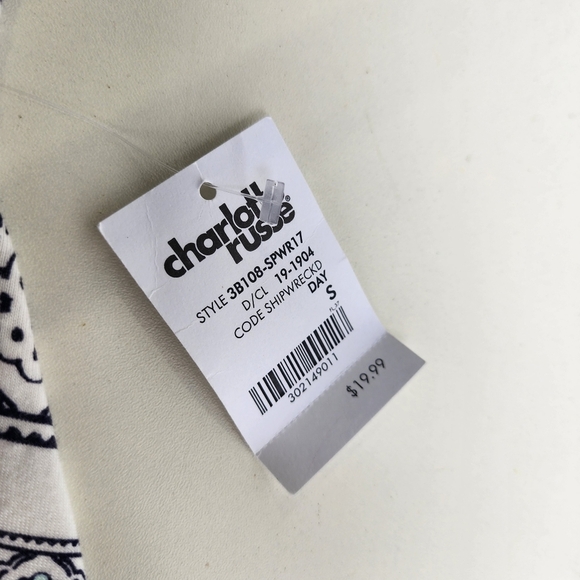 charlotte
russe®
STYLE 3B108-SPWR17
D/CL 19-1904
CODE SHIPWRECKD
DAY
S
302149011
$19.99